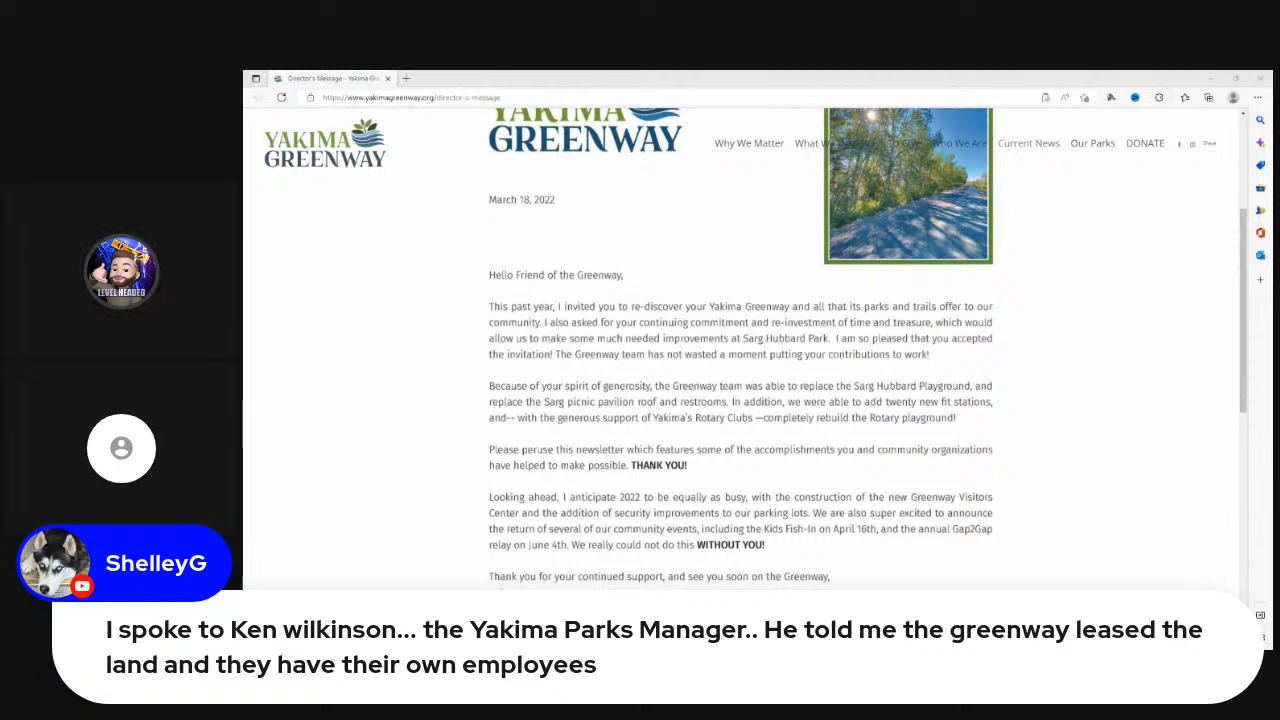 Director's Message - Yakima Gre
https://www.yakimagreenway.org/director-s-message
YAKIMA
GREENWAY
YAKIMA
GREENWAY
Why We Matter
Who We Are
Current News
Our Parks
DONATE
March 18, 2022
Hello Friend of the Greenway,
This past year, I invited you to re-discover your Yakima Greenway and all that its parks and trails offer to our
community. I also asked for your continuing commitment and re-investment of time and treasure, which would
allow us to make some much needed improvements at Sarg Hubbard Park. I am so pleased that you accepted
the invitation! The Greenway team has not wasted a moment putting your contributions to work!
Because of your spirit of generosity, the Greenway team was able to replace the Sarg Hubbard Playground, and
replace the Sarg picnic pavilion roof and restrooms. In addition, we were able to add twenty new fit stations,
and-- with the generous support of Yakima's Rotary Clubs —completely rebuild the Rotary playground!
Please peruse this newsletter which features some of the accomplishments you and community organizations
have helped to make possible. THANK YOU!
Looking ahead, I anticipate 2022 to be equally as busy, with the construction of the new Greenway Visitors
Center and the addition of security improvements to our parking lots. We are also super excited to announce
the return of several of our community events, including the Kids Fish-In on April 16th, and the annual Gap2Gap
relay on June 4th. We really could not do this WITHOUT YOU!
Thank you for your continued support, and see you soon on the Greenway,
LEVEL HEADED
ShelleyG
I spoke to Ken wilkinson... the Yakima Parks Manager.. He told me the greenway leased the
land and they have their own employees